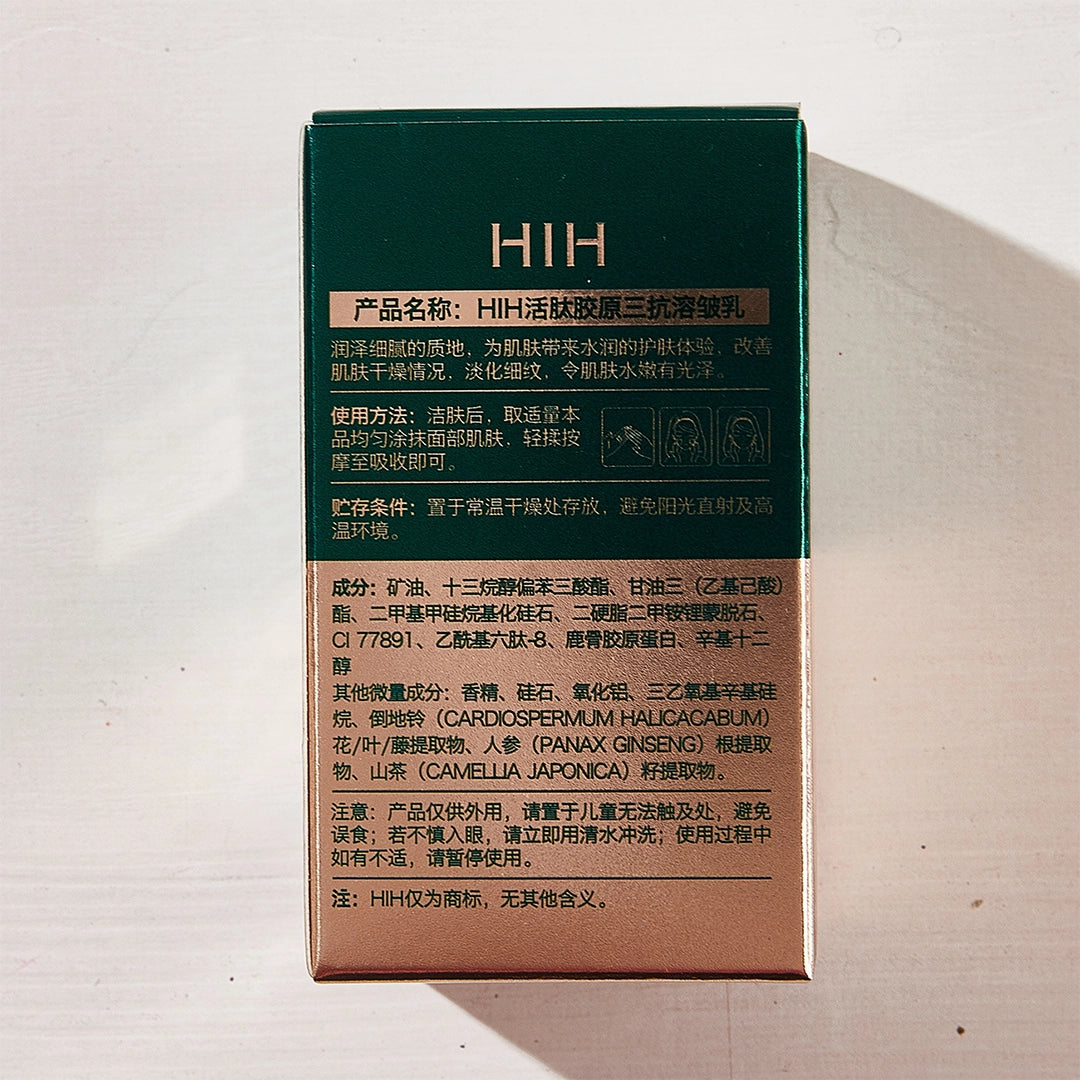 HIH
产品名称：HIH活肽胶原三抗溶皱乳
润泽细腻的质地，为肌肤带来水润的护肤体验，改善
肌肤干燥情况，淡化细纹，令肌肤水嫩有光泽。
使用方法：洁肤后，取适量本
品均匀涂抹面部肌肤，轻揉按
摩至吸收即可。
贮存条件：置于常温干燥处存放，避免阳光直射及高
温环境。
成分：矿油、十三烷醇偏苯三酸酯、甘油三（乙基己酸）
酯、二甲基甲硅烷基化硅石、二硬脂二甲铵锂蒙脱石、
CI 77891、乙酰基六肽-8、鹿骨胶原蛋白、辛基十二
醇
其他微量成分：香精、硅石、氧化铝、三乙氧基辛基硅
烷、倒地铃（CARDIOSPERMUM HALICACABUM）
花/叶/藤提取物、人参（PANAX GINSENG）根提取
物、山茶（CAMELLIA JAPONICA）籽提取物。
注意：产品仅供外用，请置于儿童无法触及处，避免
误食；若不慎入眼，请立即用清水冲洗；使用过程中
如有不适，请暂停使用。
注：HIH仅为商标，无其他含义。